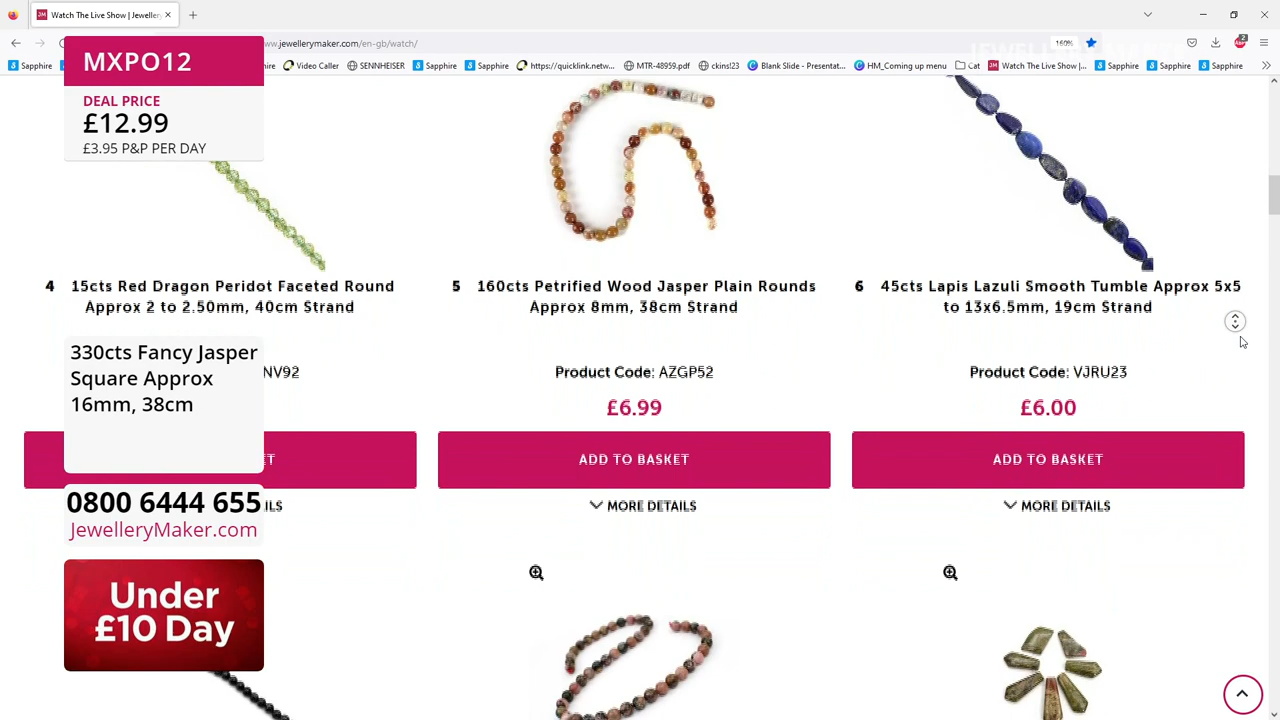 Watch The Live Show | Jeweller
ww.jewellerymaker.com/en-gb/watch/
160%
2
Sapphire
Video Caller
SENNHEISER
Sapphire
Sapphire
https://quicklink.netw...
MTR-48959.pdf
ckins!23
Blank Slide - Presentat...
HM_Coming up menu
Cat
Watch The Live Show |...
Sapphire
Sapphire
Sapphire
MXPO12
DEAL PRICE
£12.99
£3.95 P&P PER DAY
4 15cts Red Dragon Peridot Faceted Round
Approx 2 to 2.50mm, 40cm Strand
5 160cts Petrified Wood Jasper Plain Rounds
Approx 8mm, 38cm Strand
6 45cts Lapis Lazuli Smooth Tumble Approx 5x5
to 13x6.5mm, 19cm Strand
330cts Fancy Jasper
Square Approx
16mm, 38cm
NV92
Product Code: AZGP52
Product Code: VJRU23
£6.99
£6.00
ET
ADD TO BASKET
ADD TO BASKET
ILS
MORE DETAILS
MORE DETAILS
0800 6444 655
JewelleryMaker.com
Under
£10 Day